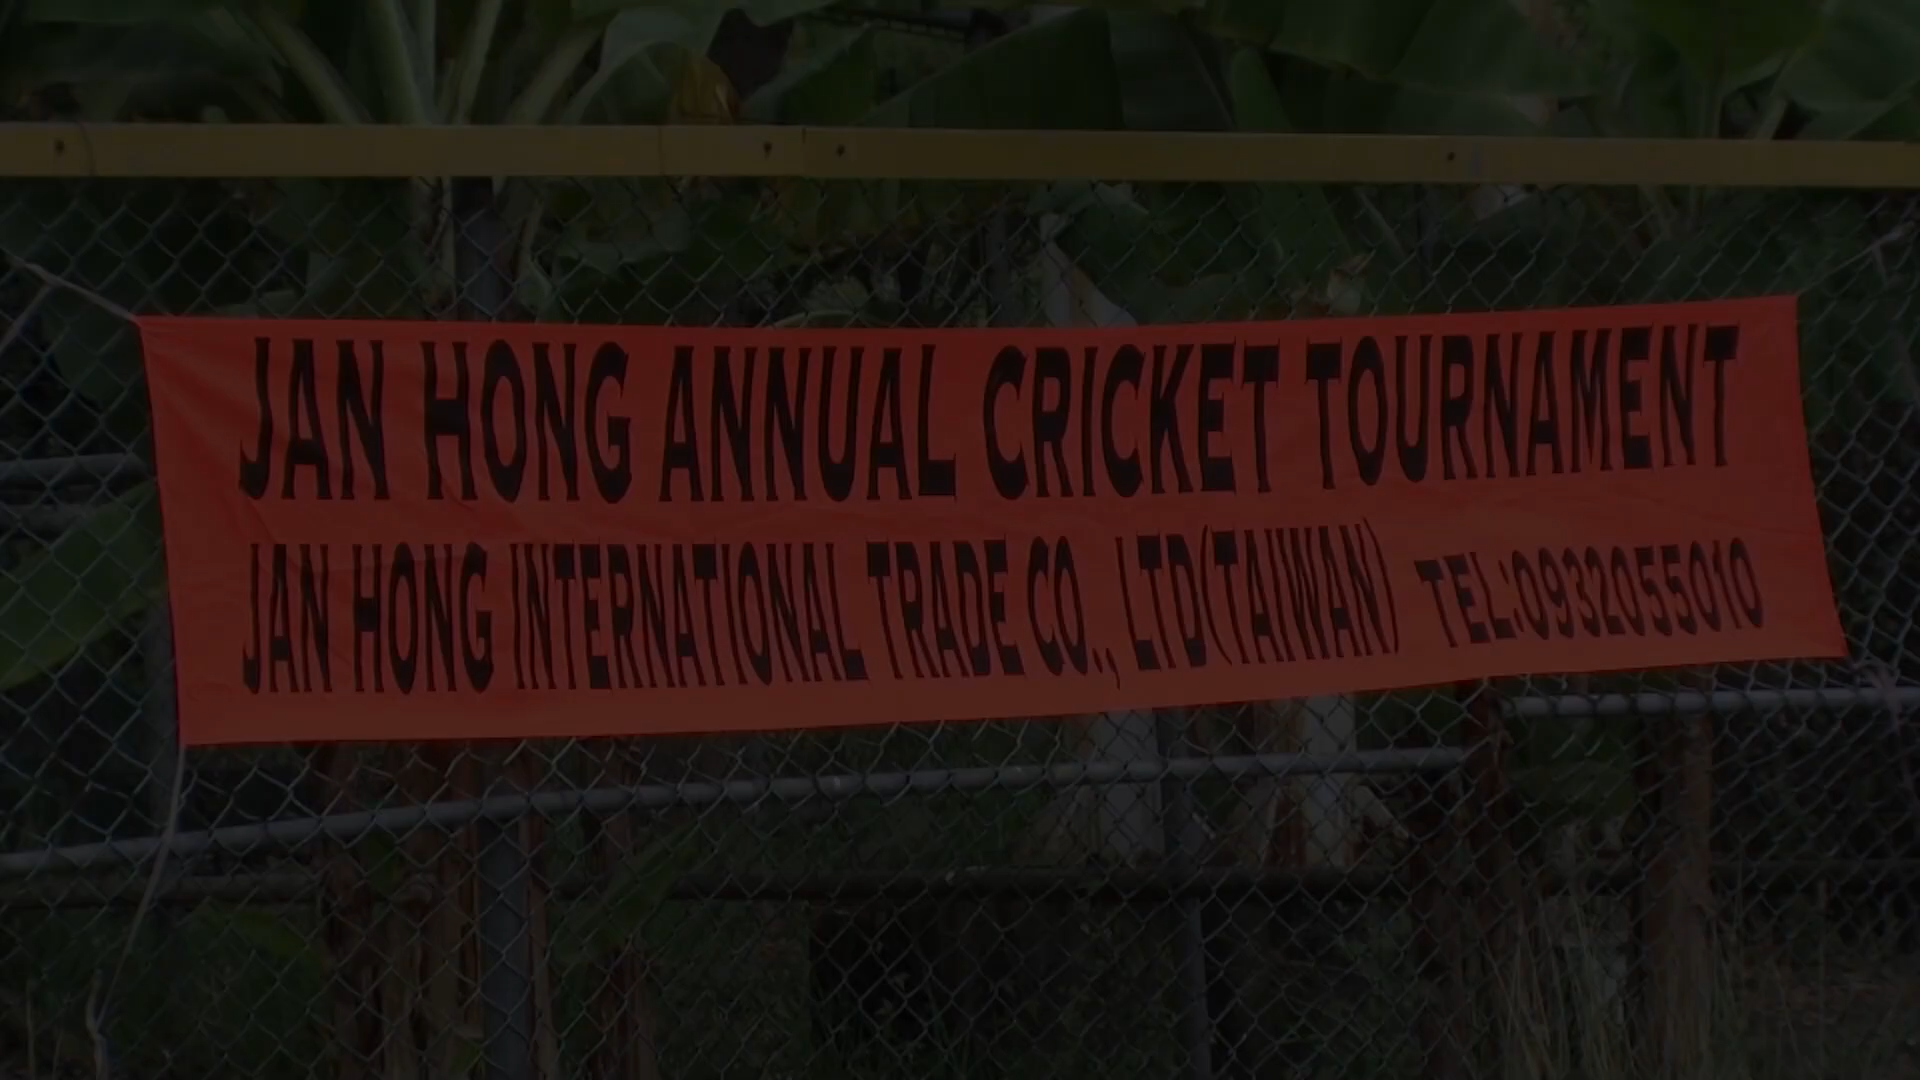 JAN HONG ANNUAL CRICKET TOURNAMENT
JAN HONG INTERNATIONAL TRADE CO., LTD(TAIWAN) TEL:0932055010